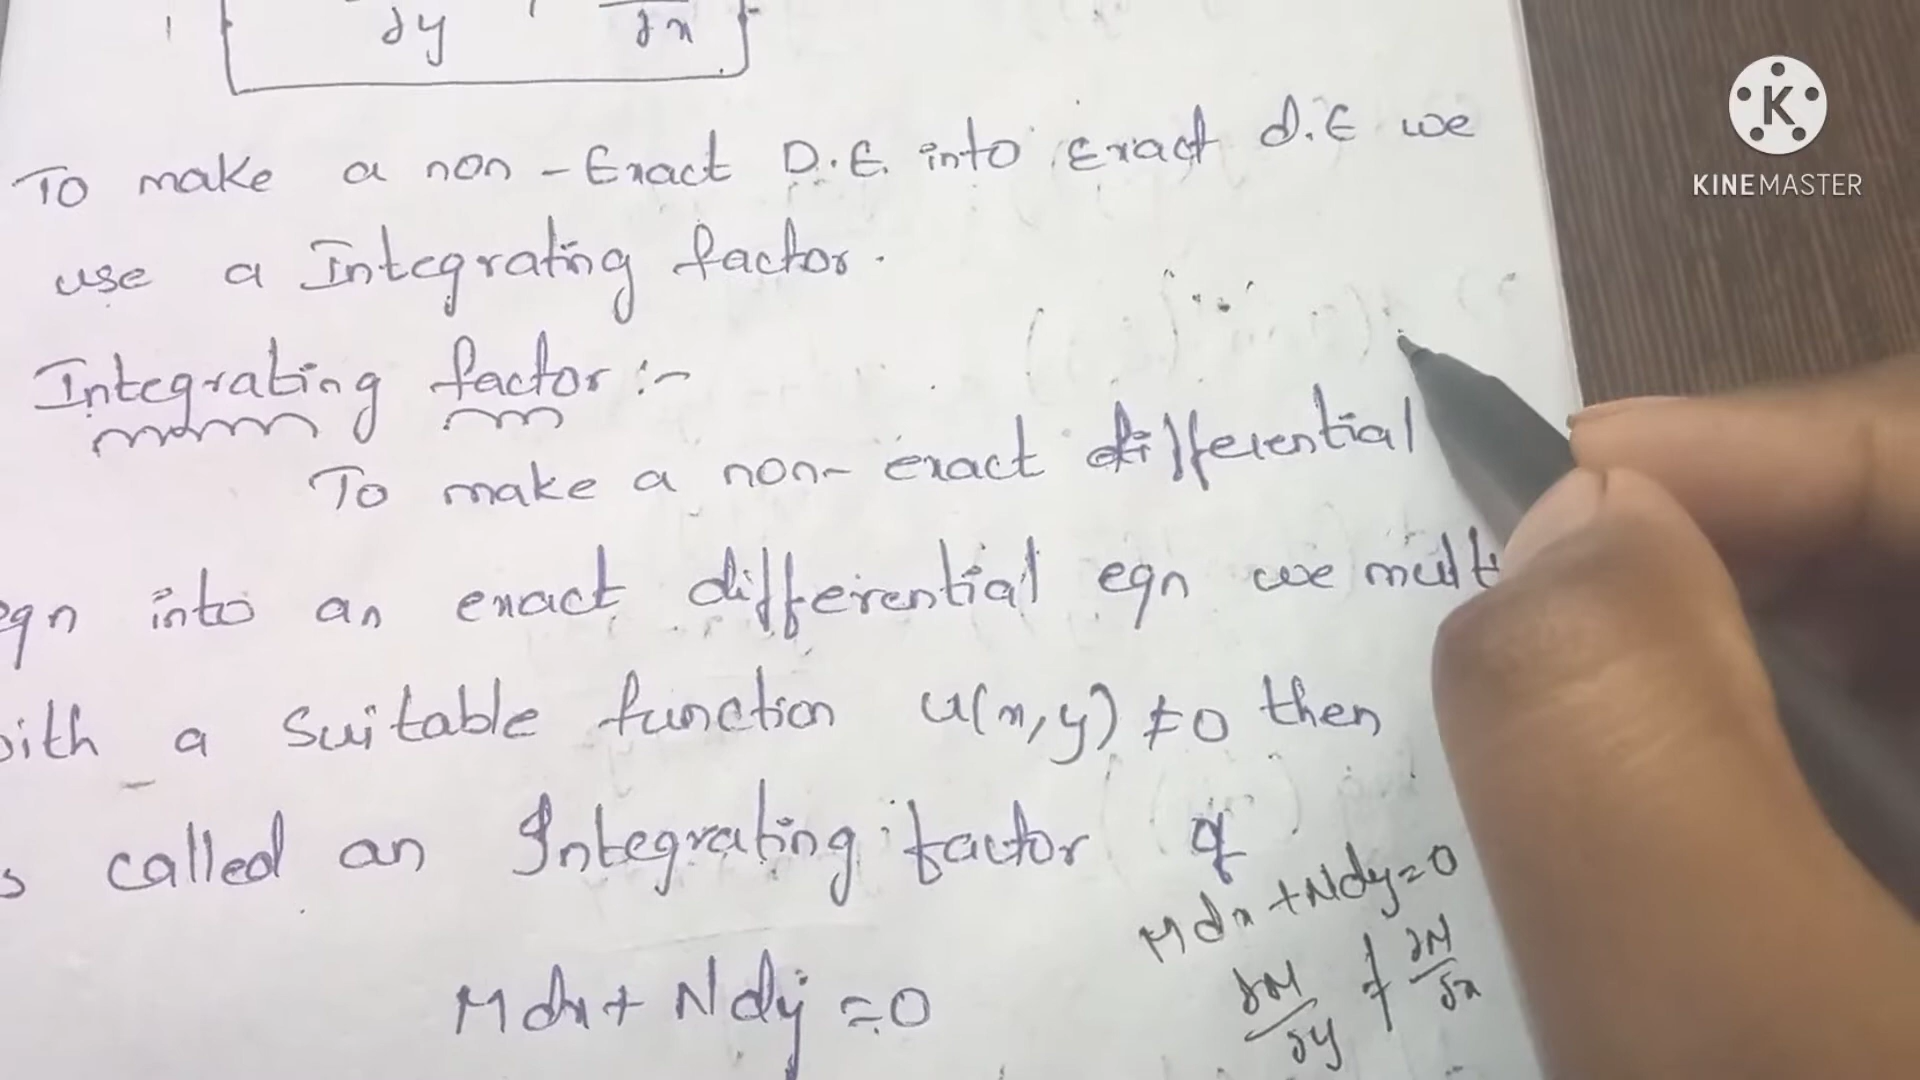 ∂y ∂x
To make a non-Exact D.E. into Exact d.E we
use a Integrating factor.
Integrating factor :-
To make a non-exact differential
eqn into an exact differential eqn we mult
with a suitable function u(x,y) ≠0 then
s called an Integrating factor of
Mdx + Ndy =0
Mdx +Ndy=0
∂M/∂y ≠ ∂N/∂x
KINEMASTER